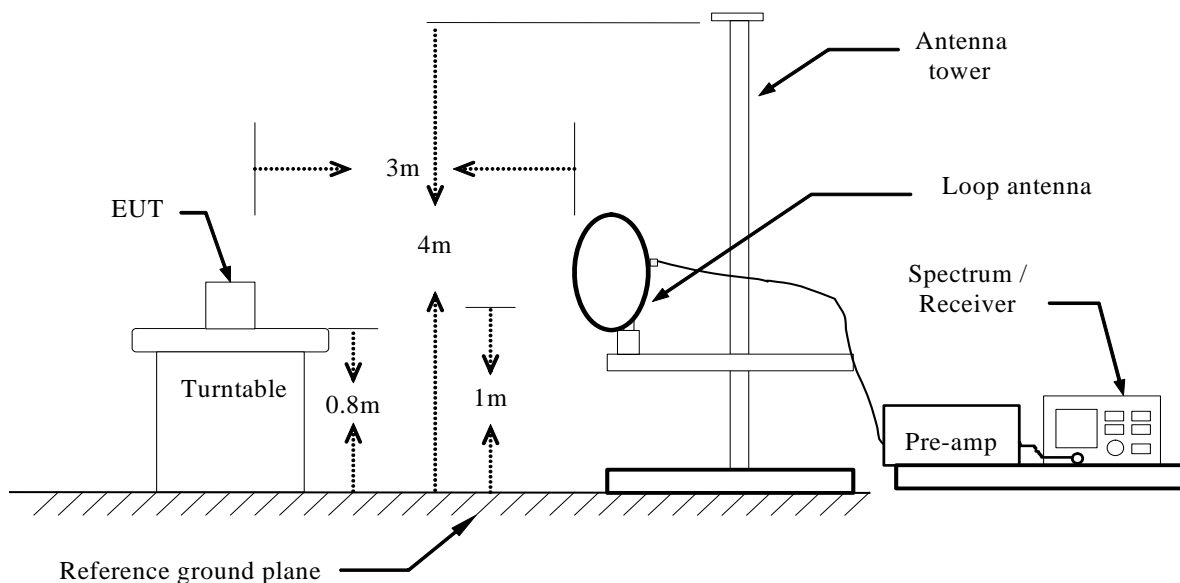 Antenna
tower
3m
Loop antenna
EUT
4m
Spectrum /
Receiver
Turntable
0.8m
1m
Pre-amp
Reference ground plane